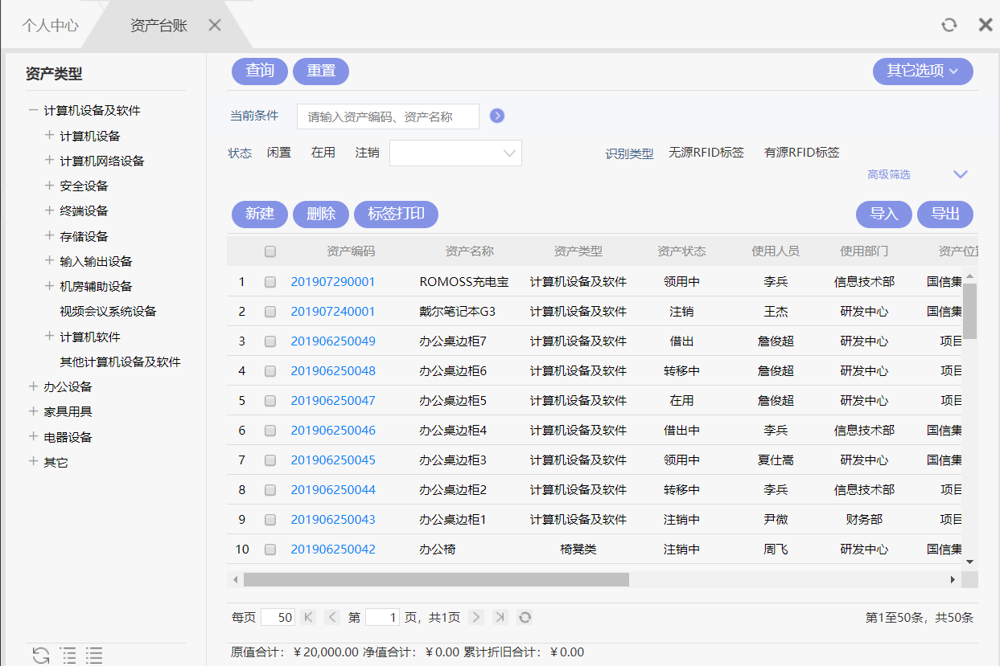 个人中心 资产台账
资产类型
计算机设备及软件
计算机设备
计算机网络设备
安全设备
终端设备
存储设备
输入输出设备
机房辅助设备
视频会议系统设备
计算机软件
其他计算机设备及软件
办公设备
家具用具
电器设备
其它
查询 重置 其它选项
当前条件 请输入资产编码、资产名称
状态 闲置 在用 注销 识别类型 无源RFID标签 有源RFID标签
高级筛选
新建 删除 标签打印 导入 导出
资产编码 资产名称 资产类型 资产状态 使用人员 使用部门 资产位置
1 201907290001 ROMOSS充电宝 计算机设备及软件 领用中 李兵 信息技术部 国信集
2 201907240001 戴尔笔记本G3 计算机设备及软件 注销 王杰 研发中心 国信集
3 201906250049 办公桌边柜7 计算机设备及软件 借出 詹俊超 研发中心 项目
4 201906250048 办公桌边柜6 计算机设备及软件 转移中 詹俊超 研发中心 项目
5 201906250047 办公桌边柜5 计算机设备及软件 在用 詹俊超 研发中心 项目
6 201906250046 办公桌边柜4 计算机设备及软件 借出中 李兵 信息技术部 国信集
7 201906250045 办公桌边柜3 计算机设备及软件 领用中 夏仕嵩 研发中心 国信集
8 201906250044 办公桌边柜2 计算机设备及软件 转移中 李兵 信息技术部 项目
9 201906250043 办公桌边柜1 计算机设备及软件 注销中 尹微 财务部 项目
10 201906250042 办公椅 椅凳类 注销中 周飞 研发中心 国信集
每页 50 第 1 页，共1页 第1至50条，共50条
原值合计：￥20,000.00 净值合计：￥0.00 累计折旧合计：￥0.00